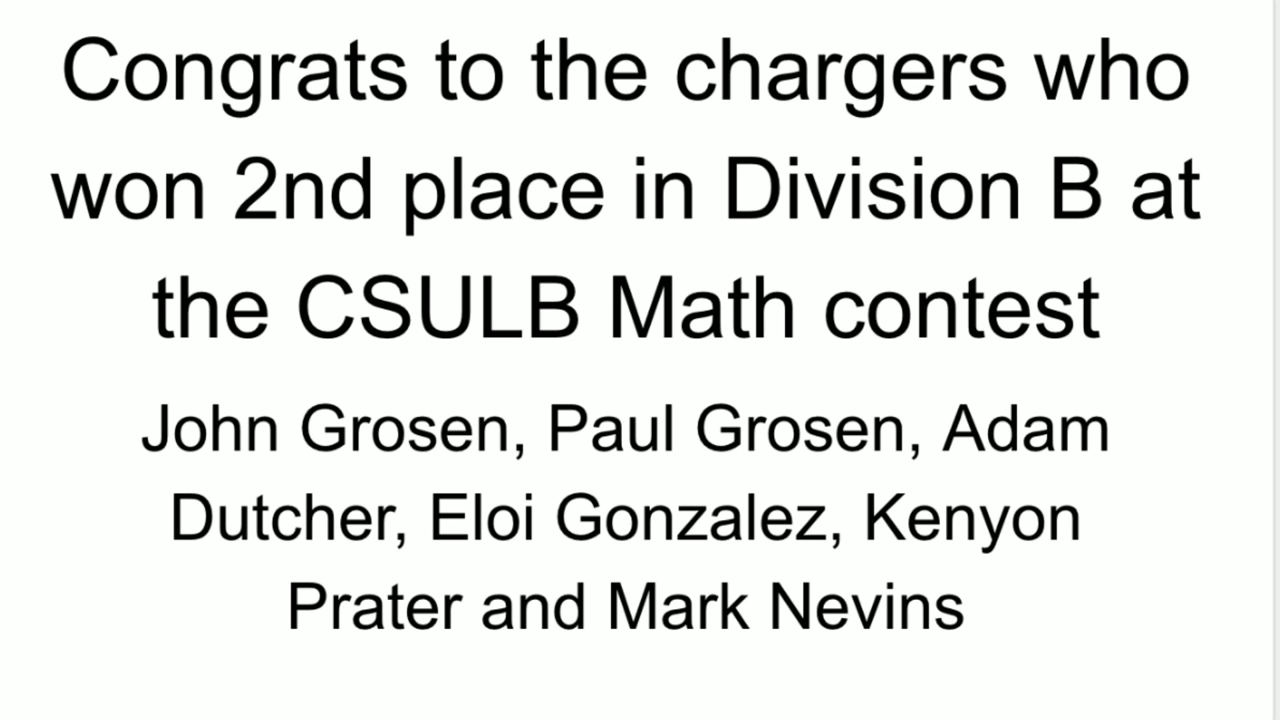 Congrats to the chargers who
won 2nd place in Division B at
the CSULB Math contest
John Grosen, Paul Grosen, Adam
Dutcher, Eloi Gonzalez, Kenyon
Prater and Mark Nevins